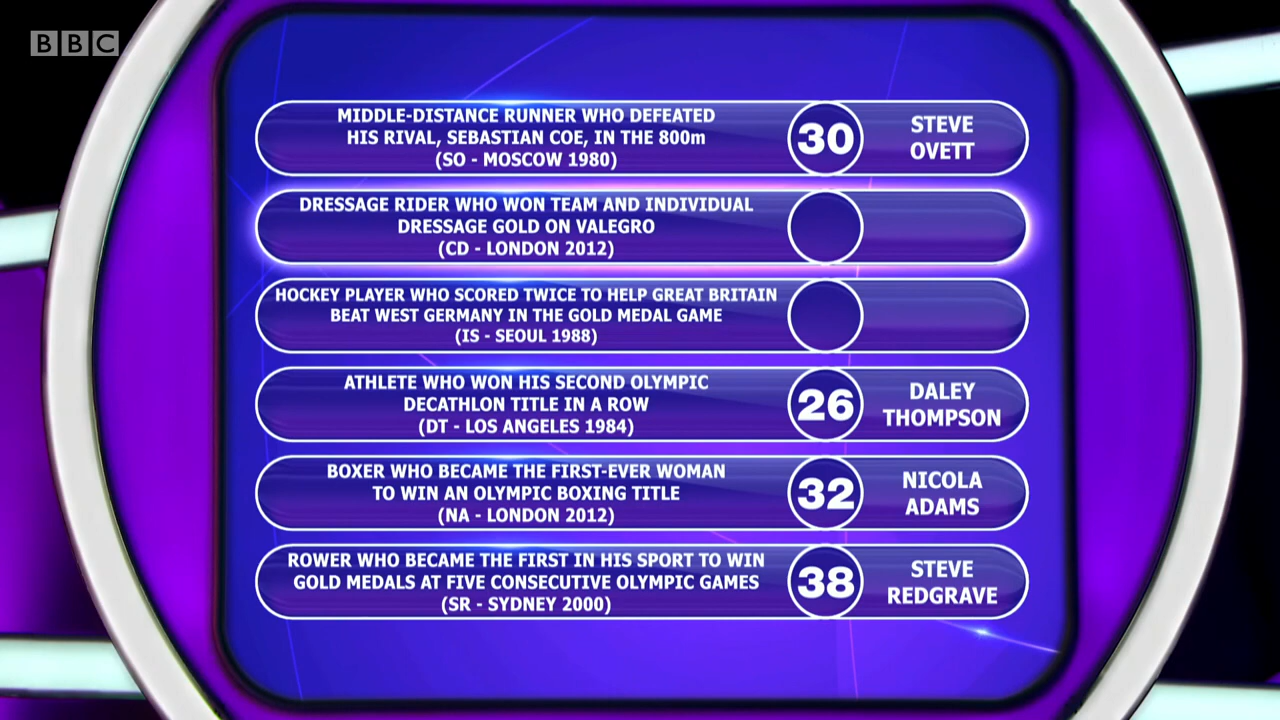 BBC
MIDDLE-DISTANCE RUNNER WHO DEFEATED
HIS RIVAL, SEBASTIAN COE, IN THE 800m
(SO - MOSCOW 1980)
30
STEVE
OVETT
DRESSAGE RIDER WHO WON TEAM AND INDIVIDUAL
DRESSAGE GOLD ON VALEGRO
(CD - LONDON 2012)
HOCKEY PLAYER WHO SCORED TWICE TO HELP GREAT BRITAIN
BEAT WEST GERMANY IN THE GOLD MEDAL GAME
(IS - SEOUL 1988)
ATHLETE WHO WON HIS SECOND OLYMPIC
DECATHLON TITLE IN A ROW
(DT - LOS ANGELES 1984)
26
DALEY
THOMPSON
BOXER WHO BECAME THE FIRST-EVER WOMAN
TO WIN AN OLYMPIC BOXING TITLE
(NA - LONDON 2012)
32
NICOLA
ADAMS
ROWER WHO BECAME THE FIRST IN HIS SPORT TO WIN
GOLD MEDALS AT FIVE CONSECUTIVE OLYMPIC GAMES
(SR - SYDNEY 2000)
38
STEVE
REDGRAVE